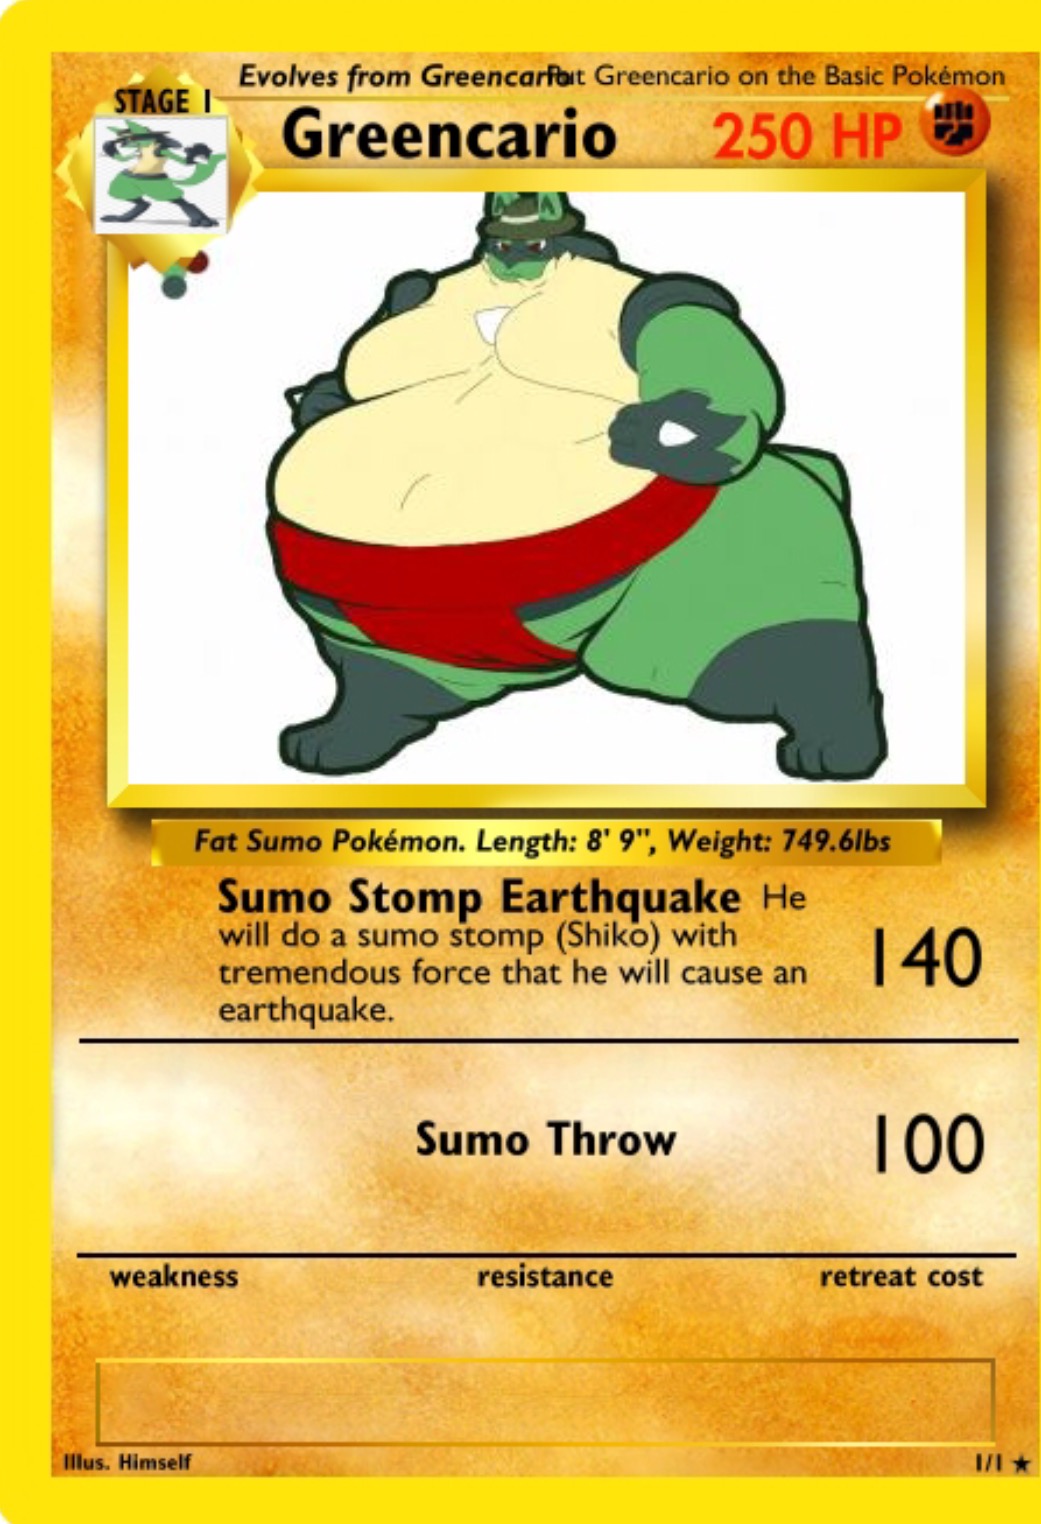 Evolves from Greencario Put Greencario on the Basic Pokémon
STAGE 1
Greencario 250 HP
Fat Sumo Pokémon. Length: 8' 9", Weight: 749.6lbs
Sumo Stomp Earthquake He
will do a sumo stomp (Shiko) with
tremendous force that he will cause an
earthquake.
140
Sumo Throw 100
weakness resistance retreat cost
Illus. Himself 1/1 ★